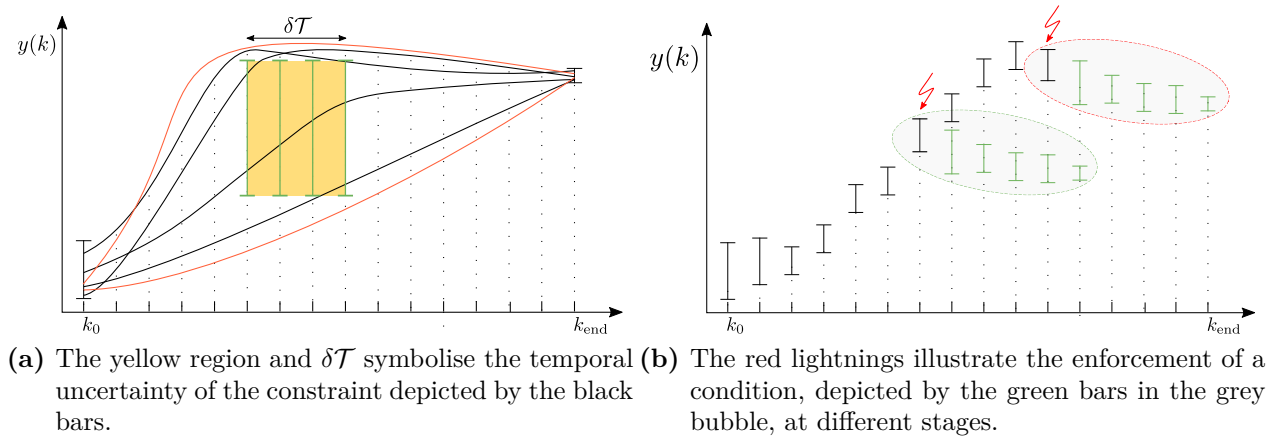 δ𝒯
y(k)
k₀
k_end
(a) The yellow region and δ𝒯 symbolise the temporal
uncertainty of the constraint depicted by the black
bars.
y(k)
k₀
k_end
(b) The red lightnings illustrate the enforcement of a
condition, depicted by the green bars in the grey
bubble, at different stages.